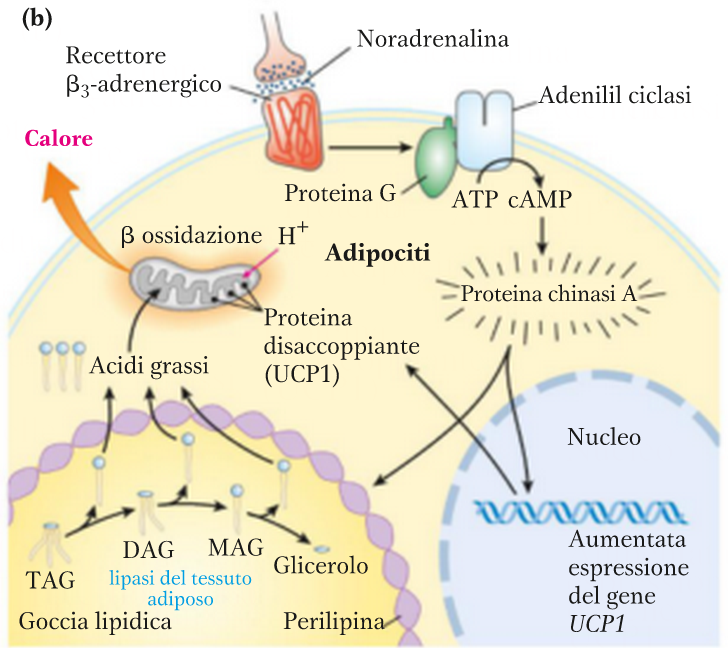 (b)
Noradrenalina
Recettore
β3-adrenergico
Adenilil ciclasi
Calore
Proteina G
ATP cAMP
β ossidazione
H+
Adipociti
Proteina chinasi A
Proteina
disaccoppiante
(UCP1)
Acidi grassi
Nucleo
TAG
DAG
MAG
Glicerolo
lipasi del tessuto
adiposo
Goccia lipidica
Perilipina
Aumentata
espressione
del gene
UCP1